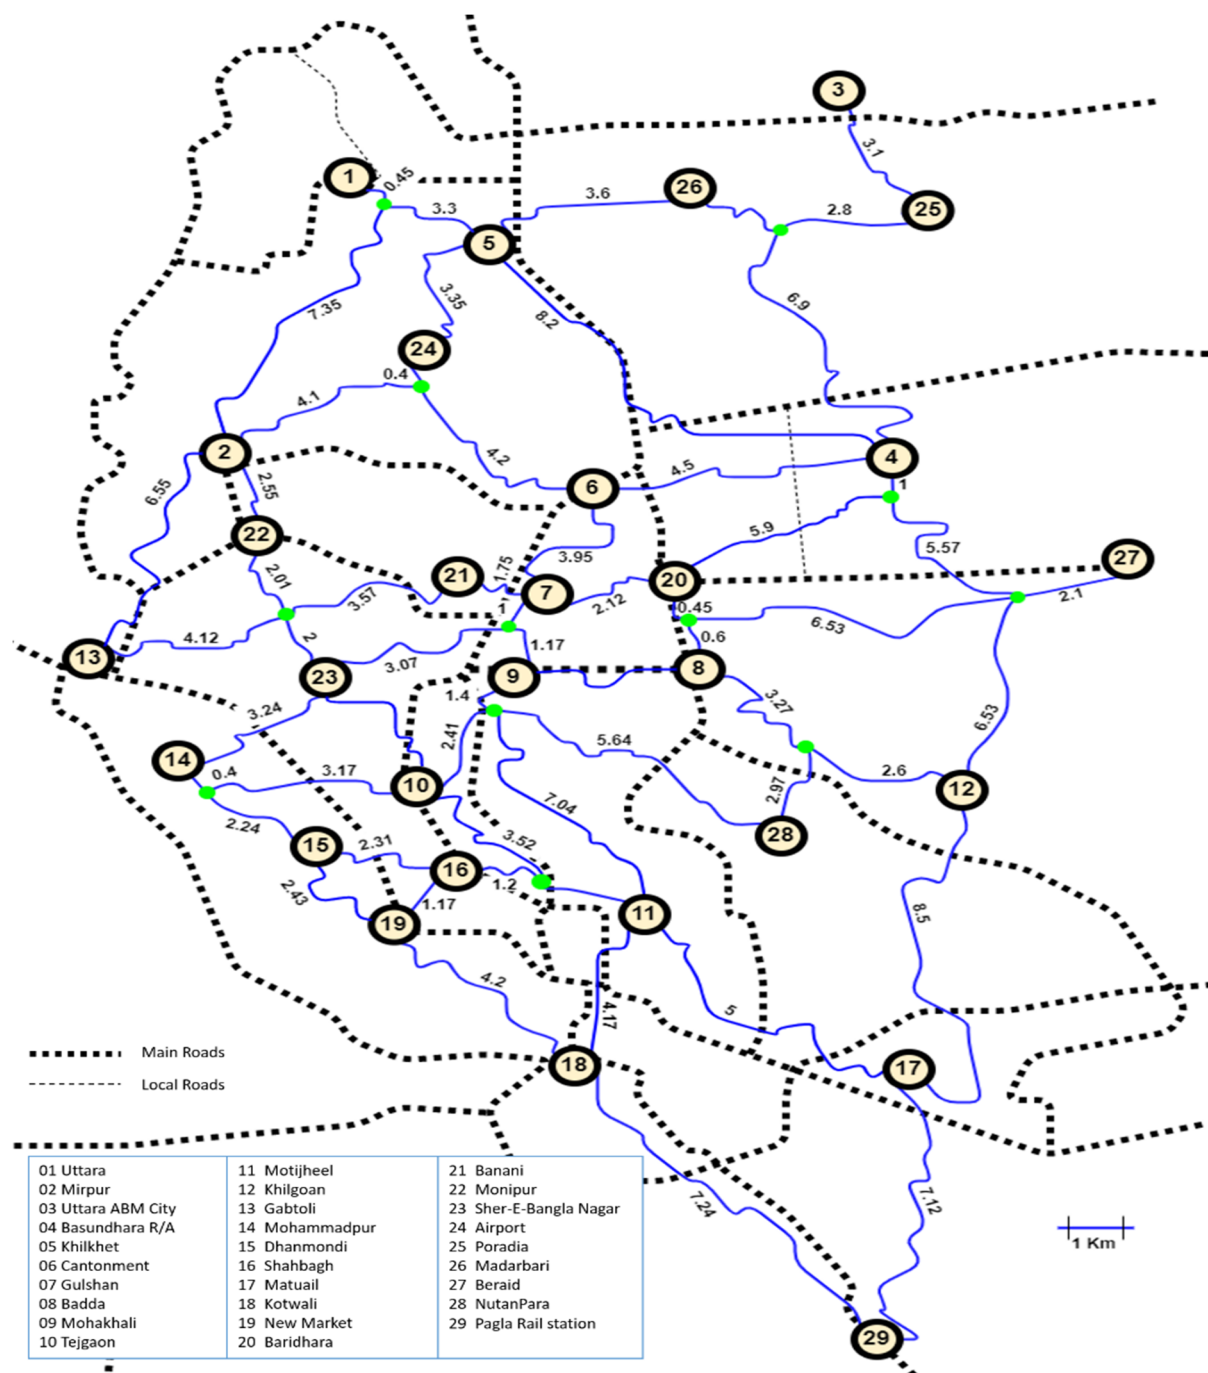 3
3.1
1
0.45
26
3.6
2.8
25
3.3
5
3.35
6.9
7.35
8.2
24
0.4
4.1
2
4.2
4.5
4
1
6.55
2.55
6
22
5.9
5.57
3.95
27
2.01
21
1.75
7
20
2.12
2.1
3.57
1
0.45
6.53
4.12
2
0.6
1.17
13
3.07
23
9
8
1.4
3.27
3.24
2.41
5.64
6.53
14
0.4
3.17
10
2.6
12
2.97
7.04
2.24
28
15
2.31
3.52
16
1.2
2.43
1.17
8.5
19
11
4.2
5
4.17
Main Roads
18
17
Local Roads
7.24
7.12
1 Km
29
01 Uttara
02 Mirpur
03 Uttara ABM City
04 Basundhara R/A
05 Khilkhet
06 Cantonment
07 Gulshan
08 Badda
09 Mohakhali
10 Tejgaon
11 Motijheel
12 Khilgoan
13 Gabtoli
14 Mohammadpur
15 Dhanmondi
16 Shahbagh
17 Matuail
18 Kotwali
19 New Market
20 Baridhara
21 Banani
22 Monipur
23 Sher-E-Bangla Nagar
24 Airport
25 Poradia
26 Madarbari
27 Beraid
28 NutanPara
29 Pagla Rail station